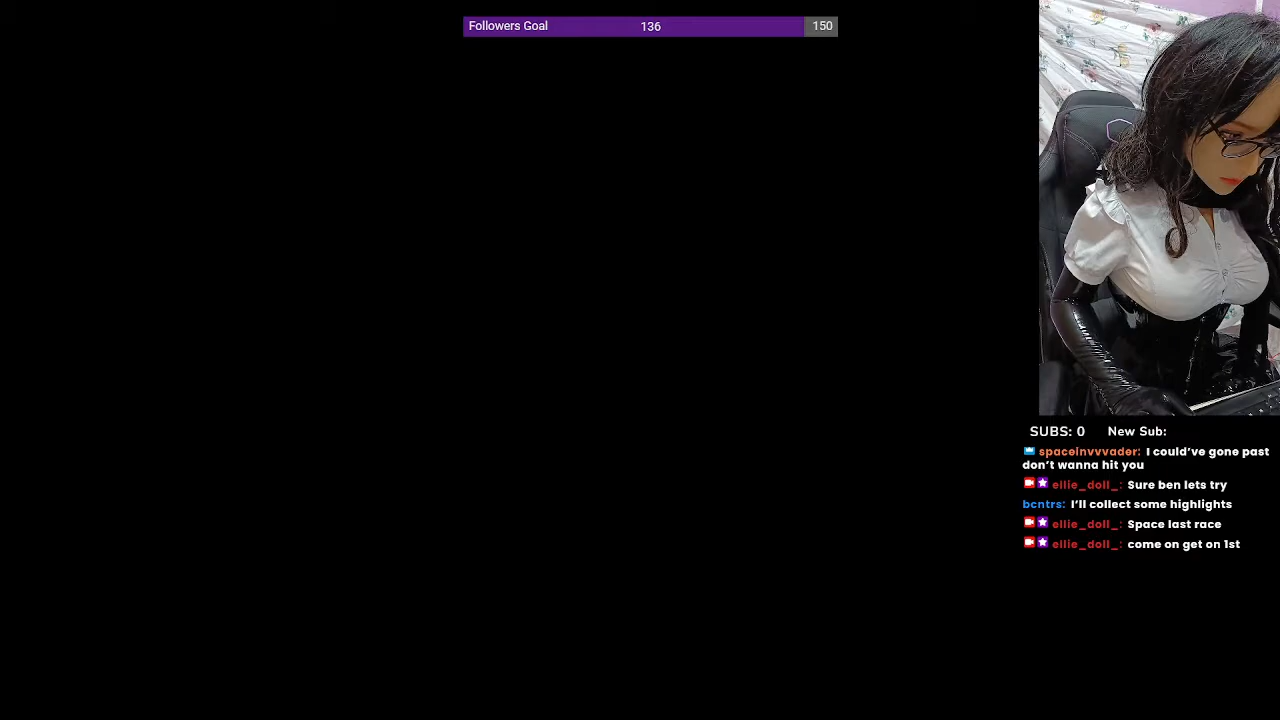 Followers Goal 136 150
SUBS: 0 New Sub:
spaceinvvvader: I could've gone past
don't wanna hit you
ellie_doll_: Sure ben lets try
bcntrs: I'll collect some highlights
ellie_doll_: Space last race
ellie_doll_: come on get on 1st